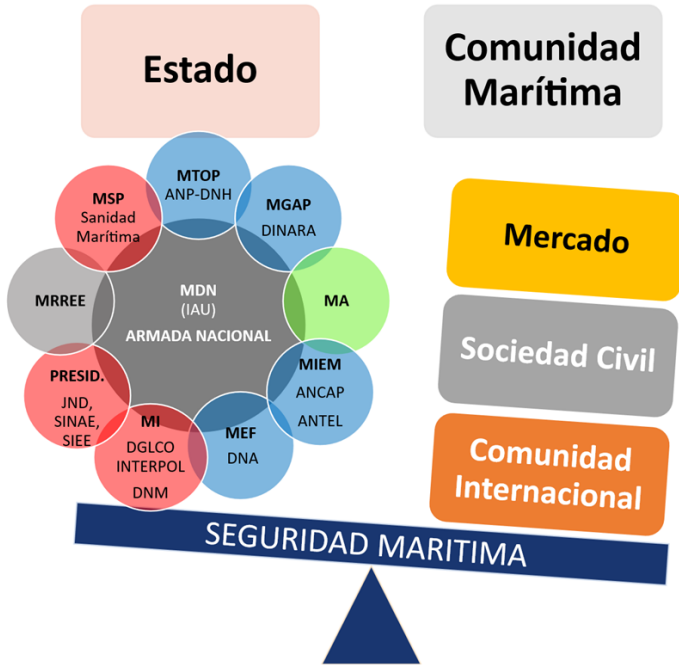 Estado
Comunidad
Marítima
MTOP
ANP-DNH
MSP
Sanidad
Marítima
MGAP
DINARA
MRREE
MDN
(IAU)
ARMADA NACIONAL
MA
PRESID.
JND,
SINAE,
SIEE
MI
DGLCO
INTERPOL
DNM
MEF
DNA
MIEM
ANCAP
ANTEL
Mercado
Sociedad Civil
Comunidad
Internacional
SEGURIDAD MARITIMA